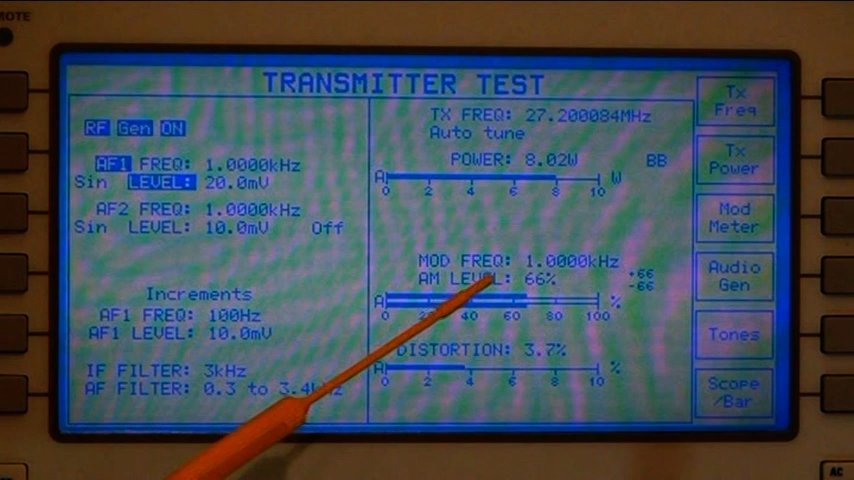 MOTE
TRANSMITTER TEST
RF Gen ON
AF1 FREQ: 1.0000kHz
Sin LEVEL: 20.0mV
AF2 FREQ: 1.0000kHz
Sin LEVEL: 10.0mV Off
Increments
AF1 FREQ: 100Hz
AF1 LEVEL: 10.0mV
IF FILTER: 3kHz
AF FILTER: 0.3 to 3.4kHz
TX FREQ: 27.200084MHz
Auto tune
POWER: 8.02W BB
A W
0 2 4 6 8 10
MOD FREQ: 1.0000kHz
AM LEVEL: 66% +66
-66
A %
0 20 40 60 80 100
DISTORTION: 3.7%
A %
0 2 4 6 8 10
Tx
Freq
Tx
Power
Mod
Meter
Audio
Gen
Tones
Scope
/Bar
AC